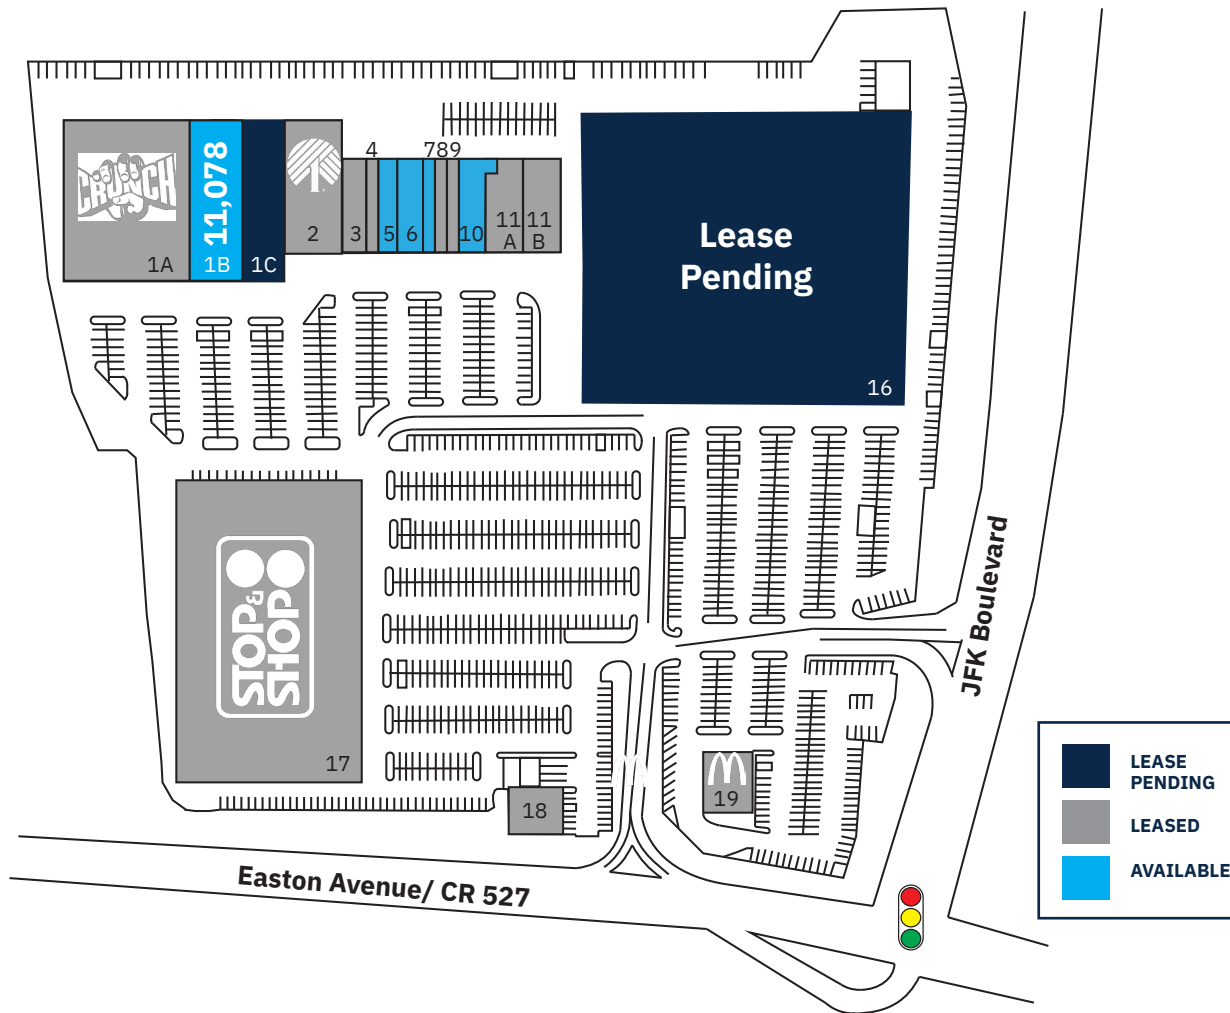 CRUNCH
1A
11,078
1B
1C
2
3
4
5
6
789
10
11
A
11
B
Lease
Pending
16
STOP &
SHOP
17
18
19
JFK Boulevard
Easton Avenue/ CR 527
LEASE
PENDING
LEASED
AVAILABLE